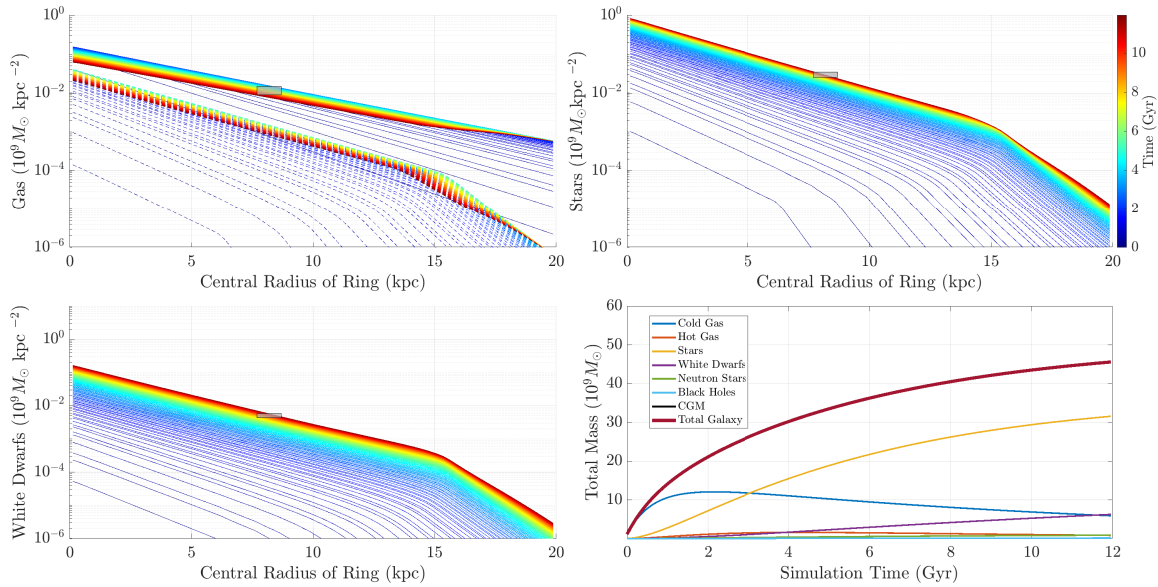 10^0
10^-2
10^-4
10^-6
Gas (10^9 M_⊙ kpc^-2)
0 5 10 15 20
Central Radius of Ring (kpc)
10^0
10^-2
10^-4
10^-6
Stars (10^9 M_⊙ kpc^-2)
0 5 10 15 20
Central Radius of Ring (kpc)
10
8
6
4
2
0
Time (Gyr)
10^0
10^-2
10^-4
10^-6
White Dwarfs (10^9 M_⊙ kpc^-2)
0 5 10 15 20
Central Radius of Ring (kpc)
60
50
40
30
20
10
Total Mass (10^9 M_⊙)
Cold Gas
Hot Gas
Stars
White Dwarfs
Neutron Stars
Black Holes
CGM
Total Galaxy
0 2 4 6 8 10 12
Simulation Time (Gyr)